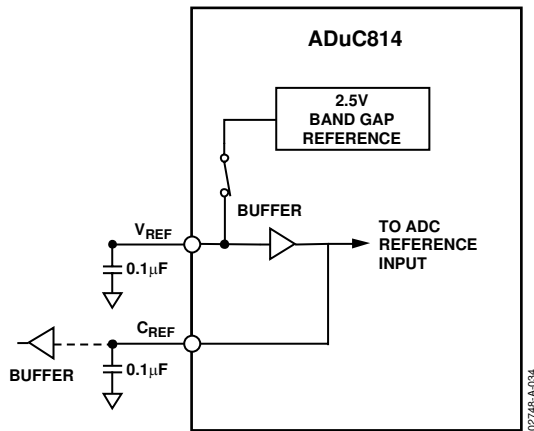 ADuC814
2.5V
BAND GAP
REFERENCE
BUFFER
VREF
TO ADC
REFERENCE
INPUT
0.1μF
CREF
BUFFER
0.1μF
02748-A-034